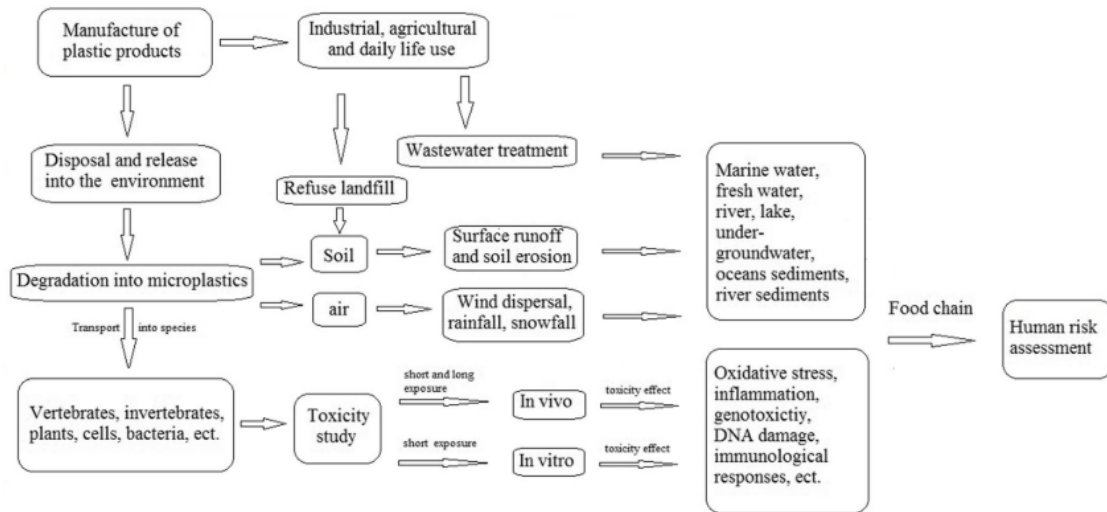 Manufacture of
plastic products
Industrial, agricultural
and daily life use
Disposal and release
into the environment
Wastewater treatment
Refuse landfill
Marine water,
fresh water,
river, lake,
under-
groundwater,
oceans sediments,
river sediments
Degradation into microplastics
Soil
Surface runoff
and soil erosion
air
Wind dispersal,
rainfall, snowfall
Transport into species
Food chain
Human risk
assessment
Vertebrates, invertebrates,
plants, cells, bacteria, ect.
Toxicity
study
short and long
exposure
In vivo
toxicity effect
short exposure
In vitro
toxicity effect
Oxidative stress,
inflammation,
genotoxictiy,
DNA damage,
immunological
responses, ect.